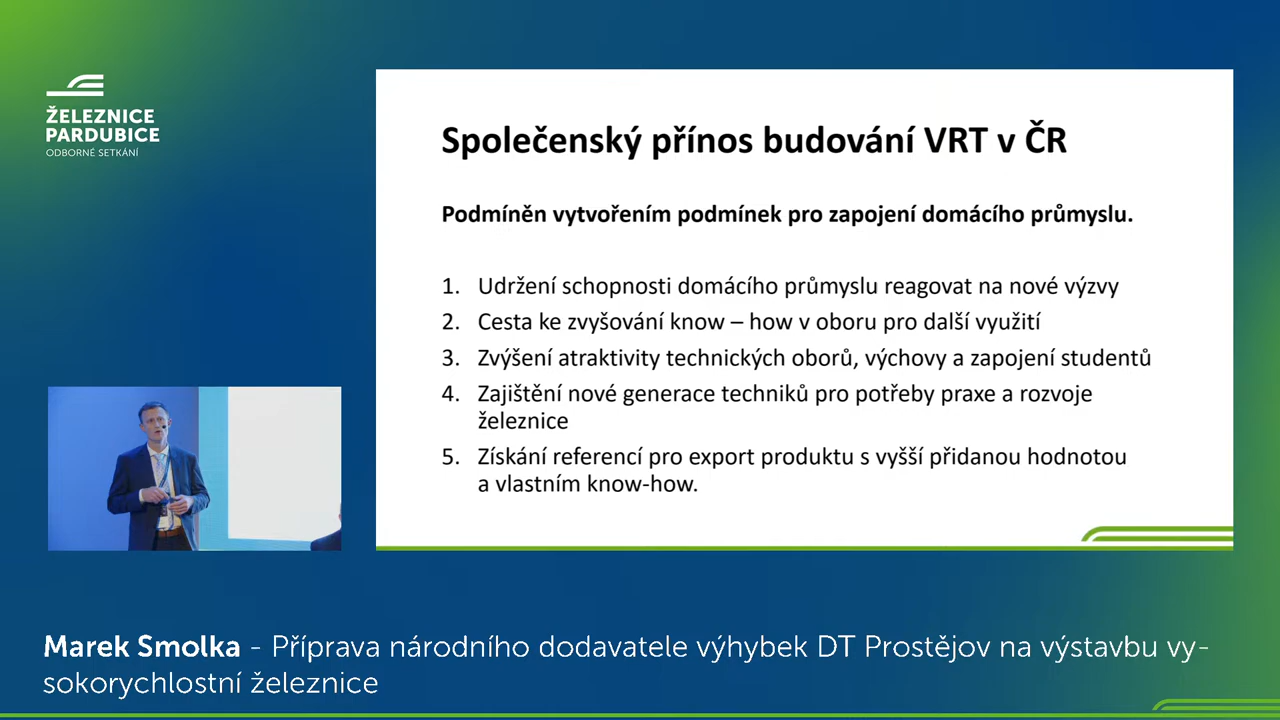 ŽELEZNICE
PARDUBICE
ODBORNÉ SETKÁNÍ
Společenský přínos budování VRT v ČR
Podmíněn vytvořením podmínek pro zapojení domácího průmyslu.
1. Udržení schopnosti domácího průmyslu reagovat na nové výzvy
2. Cesta ke zvyšování know – how v oboru pro další využití
3. Zvýšení atraktivity technických oborů, výchovy a zapojení studentů
4. Zajištění nové generace techniků pro potřeby praxe a rozvoje
železnice
5. Získání referencí pro export produktu s vyšší přidanou hodnotou
a vlastním know-how.
Marek Smolka - Příprava národního dodavatele výhybek DT Prostějov na výstavbu vy-
sokorychlostní železnice